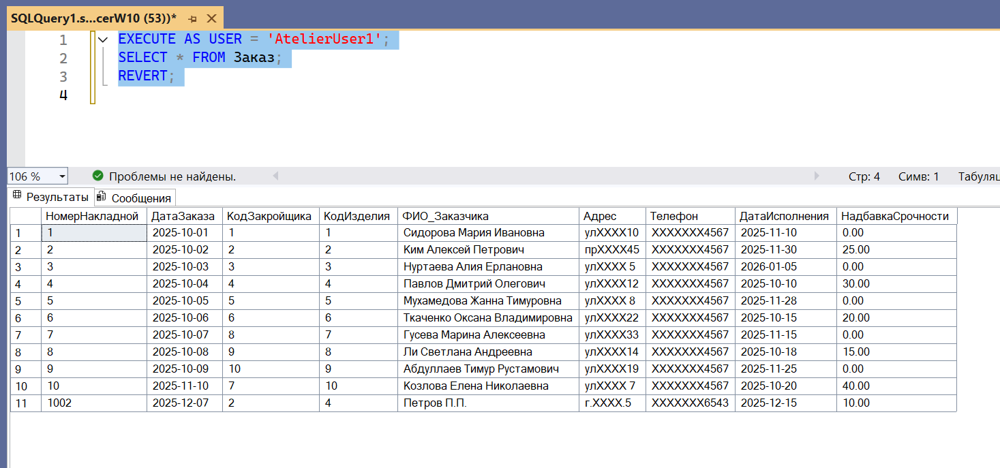 SQLQuery1.s...cerW10 (53))*
1 EXECUTE AS USER = 'AtelierUser1';
2 SELECT * FROM Заказ;
3 REVERT;
4
106 % Проблемы не найдены. Стр: 4 Симв: 1
Результаты Сообщения
НомерНакладной ДатаЗаказа КодЗакройщика КодИзделия ФИО_Заказчика Адрес Телефон ДатаИсполнения НадбавкаСрочности
1 1 2025-10-01 1 1 Сидорова Мария Ивановна улXXXX10 XXXXXXX4567 2025-11-10 0.00
2 2 2025-10-02 2 2 Ким Алексей Петрович прXXXX45 XXXXXXX4567 2025-11-30 25.00
3 3 2025-10-03 3 3 Нуртаева Алия Ерлановна улXXXX 5 XXXXXXX4567 2026-01-05 0.00
4 4 2025-10-04 4 4 Павлов Дмитрий Олегович улXXXX12 XXXXXXX4567 2025-10-10 30.00
5 5 2025-10-05 5 5 Мухамедова Жанна Тимуровна улXXXX 8 XXXXXXX4567 2025-11-28 0.00
6 6 2025-10-06 6 6 Ткаченко Оксана Владимировна улXXXX22 XXXXXXX4567 2025-10-15 20.00
7 7 2025-10-07 8 7 Гусева Марина Алексеевна улXXXX33 XXXXXXX4567 2025-11-15 0.00
8 8 2025-10-08 9 8 Ли Светлана Андреевна улXXXX14 XXXXXXX4567 2025-10-18 15.00
9 9 2025-10-09 10 9 Абдуллаев Тимур Рустамович улXXXX19 XXXXXXX4567 2025-11-25 0.00
10 10 2025-11-10 7 10 Козлова Елена Николаевна улXXXX 7 XXXXXXX4567 2025-10-20 40.00
11 1002 2025-12-07 2 4 Петров П.П. г.XXXX.5 XXXXXXX6543 2025-12-15 10.00